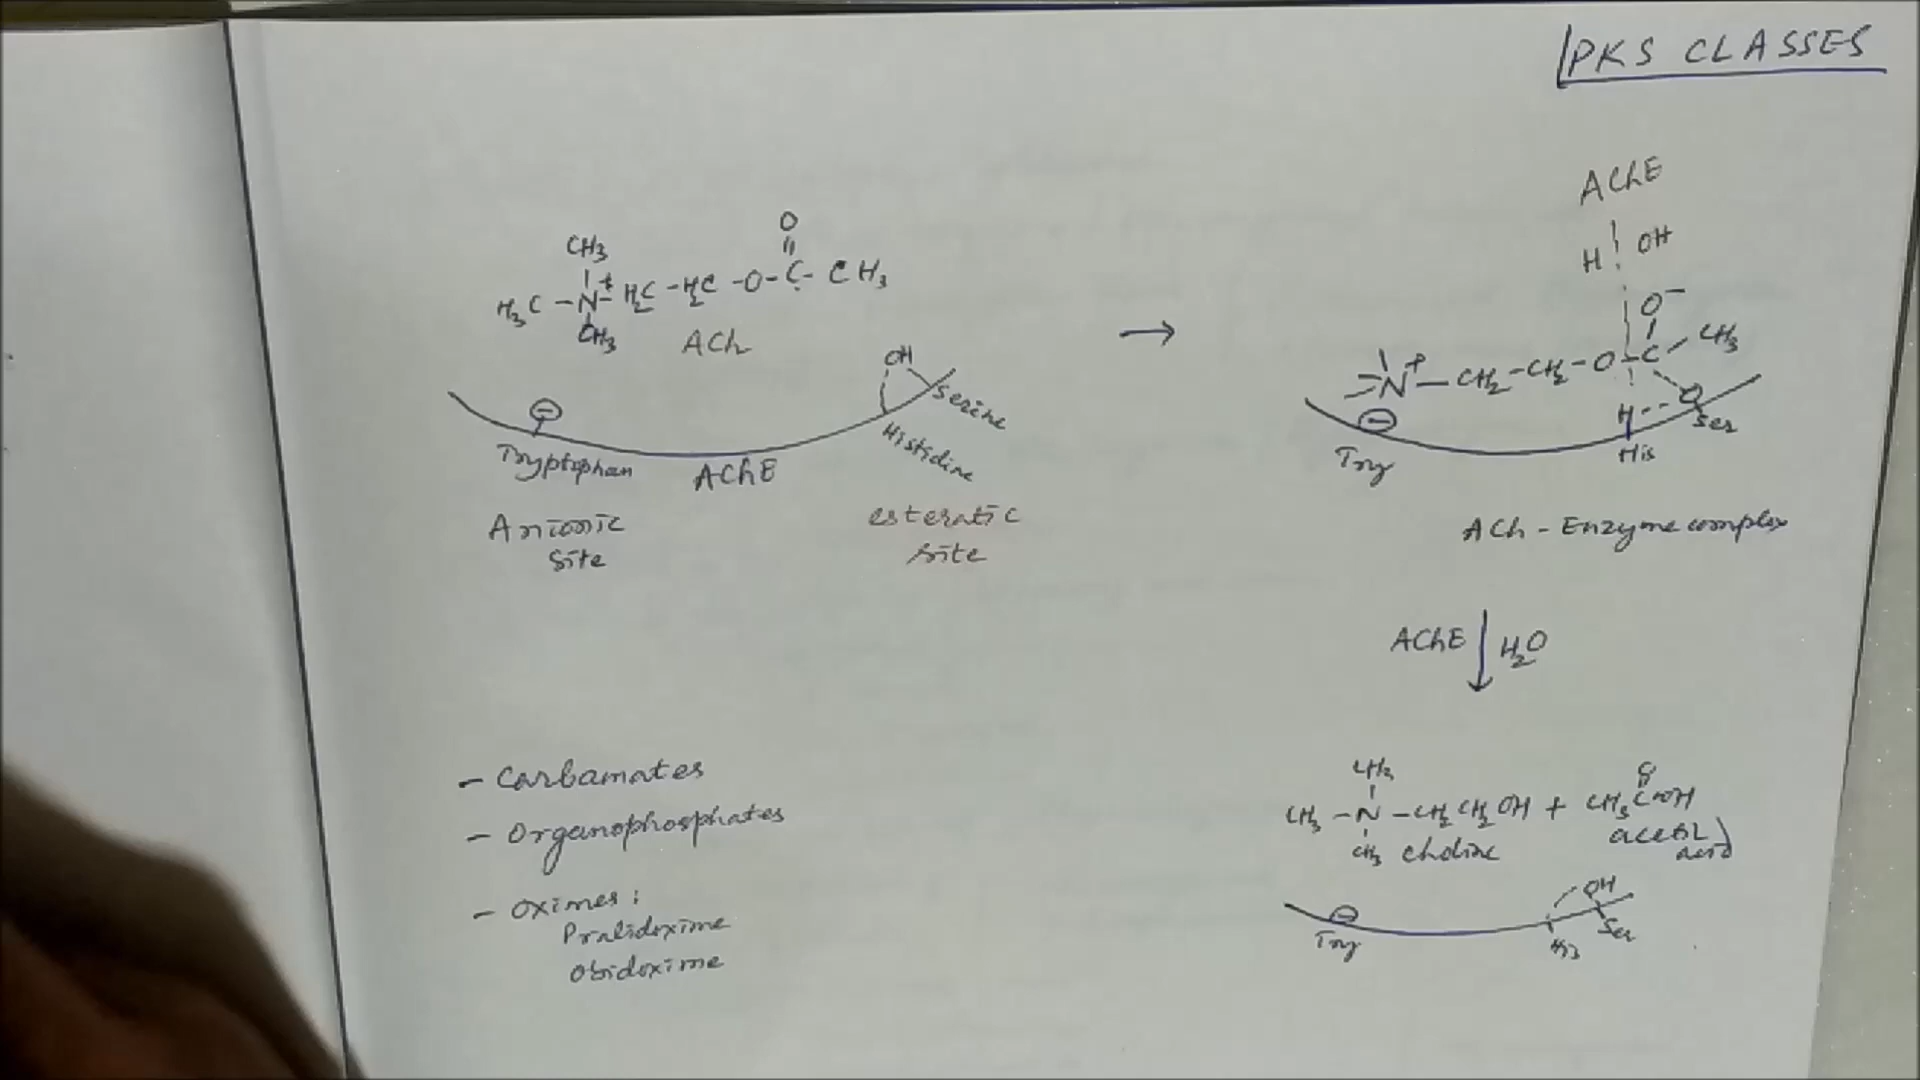 PKS CLASSES
O
CH3
H3C - N+ - H2C - H2C - O - C - CH3
CH3
ACh
OH
Serine
Histidine
⊖
Tryptophan
AChE
Anionic
Site
esteratic
site
→
AChE
H OH
O-
N+ - CH2 - CH2 - O - C - CH3
⊖
H -- O
Try
His
Ser
ACh - Enzyme complex
AChE ↓ H2O
CH3 O
CH3 - N - CH2 CH2 OH + CH3 C-OH
CH3 choline
acetic
acid
OH
⊖
Try
His
Ser
- Carbamates
- Organophosphates
- Oximes :
Pralidoxime
Obidoxime